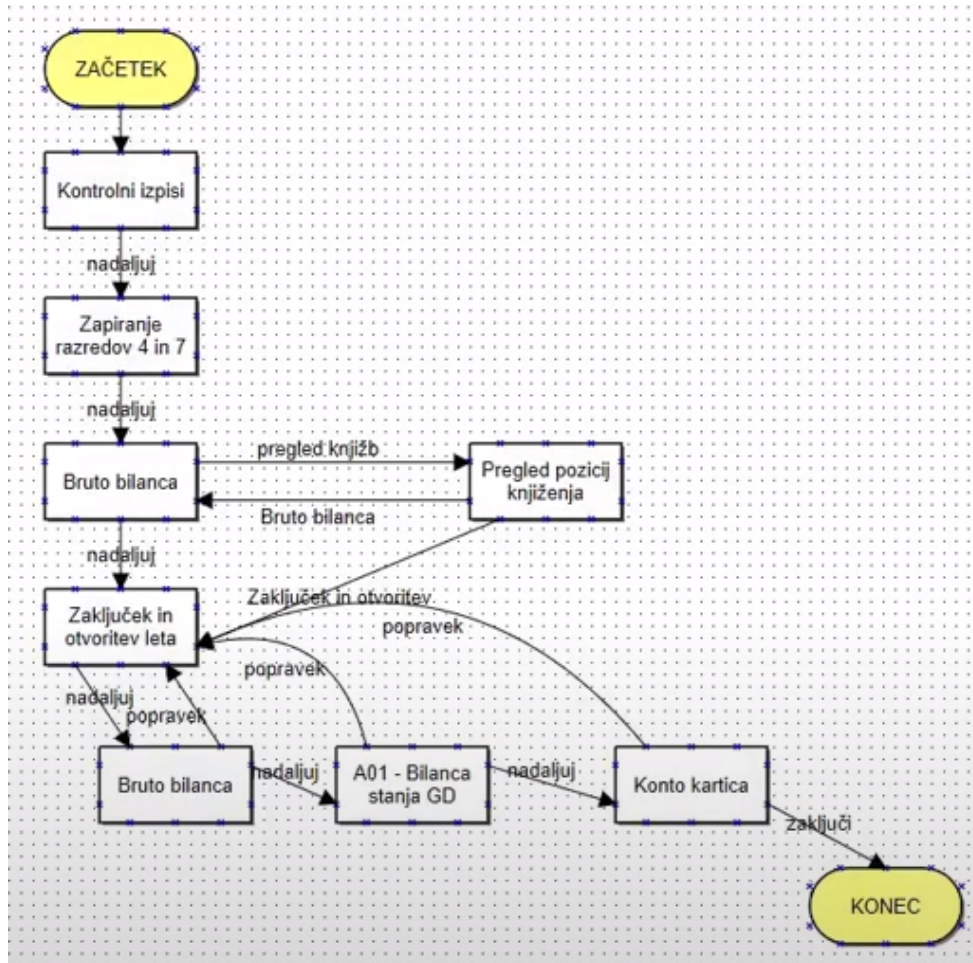 ZAČETEK
Kontrolni izpisi
nadaljuj
Zapiranje
razredov 4 in 7
nadaljuj
Bruto bilanca
pregled knjižb
Pregled pozicij
knjiženja
Bruto bilanca
nadaljuj
Zaključek in
otvoritev leta
Zaključek in otvoritev
popravek
popravek
nadaljuj
popravek
Bruto bilanca
nadaljuj
A01 - Bilanca
stanja GD
nadaljuj
Konto kartica
zaključi
KONEC